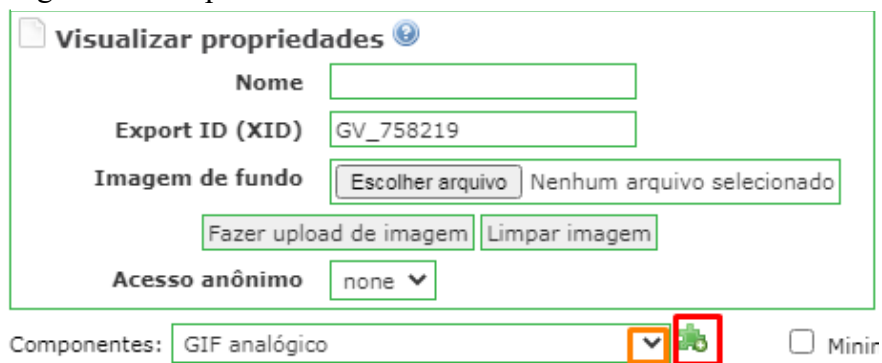 Visualizar propriedades
Nome
Export ID (XID) GV_758219
Imagem de fundo Escolher arquivo Nenhum arquivo selecionado
Fazer upload de imagem Limpar imagem
Acesso anônimo none
Componentes: GIF analógico